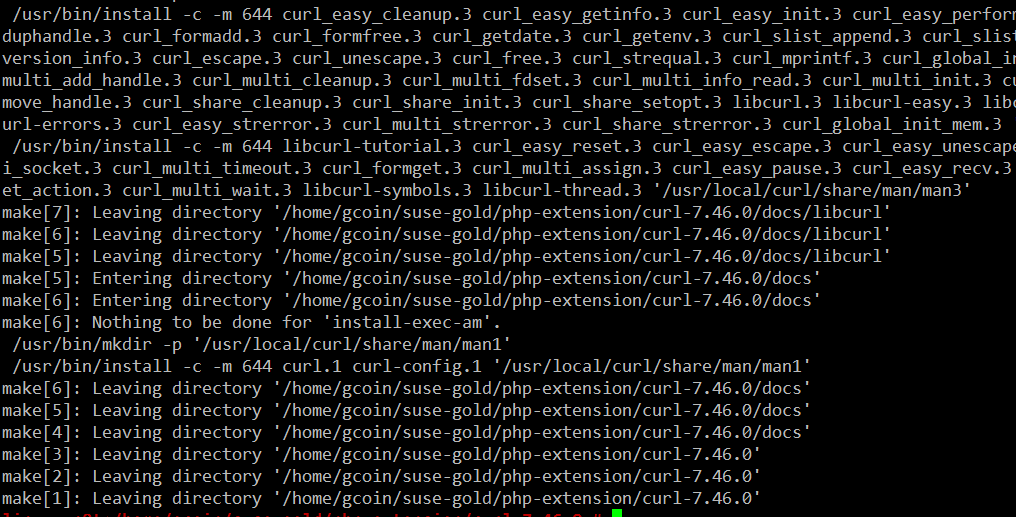 /usr/bin/install -c -m 644 curl_easy_cleanup.3 curl_easy_getinfo.3 curl_easy_init.3 curl_easy_perform
duphandle.3 curl_formadd.3 curl_formfree.3 curl_getdate.3 curl_getenv.3 curl_slist_append.3 curl_slist
version_info.3 curl_escape.3 curl_unescape.3 curl_free.3 curl_strequal.3 curl_mprintf.3 curl_global_in
multi_add_handle.3 curl_multi_cleanup.3 curl_multi_fdset.3 curl_multi_info_read.3 curl_multi_init.3 cu
move_handle.3 curl_share_cleanup.3 curl_share_init.3 curl_share_setopt.3 libcurl.3 libcurl-easy.3 libc
url-errors.3 curl_easy_strerror.3 curl_multi_strerror.3 curl_share_strerror.3 curl_global_init_mem.3
/usr/bin/install -c -m 644 libcurl-tutorial.3 curl_easy_reset.3 curl_easy_escape.3 curl_easy_unescape
i_socket.3 curl_multi_timeout.3 curl_formget.3 curl_multi_assign.3 curl_easy_pause.3 curl_easy_recv.3
et_action.3 curl_multi_wait.3 libcurl-symbols.3 libcurl-thread.3 '/usr/local/curl/share/man/man3'
make[7]: Leaving directory '/home/gcoin/suse-gold/php-extension/curl-7.46.0/docs/libcurl'
make[6]: Leaving directory '/home/gcoin/suse-gold/php-extension/curl-7.46.0/docs/libcurl'
make[5]: Leaving directory '/home/gcoin/suse-gold/php-extension/curl-7.46.0/docs/libcurl'
make[5]: Entering directory '/home/gcoin/suse-gold/php-extension/curl-7.46.0/docs'
make[6]: Entering directory '/home/gcoin/suse-gold/php-extension/curl-7.46.0/docs'
make[6]: Nothing to be done for 'install-exec-am'.
/usr/bin/mkdir -p '/usr/local/curl/share/man/man1'
/usr/bin/install -c -m 644 curl.1 curl-config.1 '/usr/local/curl/share/man/man1'
make[6]: Leaving directory '/home/gcoin/suse-gold/php-extension/curl-7.46.0/docs'
make[5]: Leaving directory '/home/gcoin/suse-gold/php-extension/curl-7.46.0/docs'
make[4]: Leaving directory '/home/gcoin/suse-gold/php-extension/curl-7.46.0/docs'
make[3]: Leaving directory '/home/gcoin/suse-gold/php-extension/curl-7.46.0'
make[2]: Leaving directory '/home/gcoin/suse-gold/php-extension/curl-7.46.0'
make[1]: Leaving directory '/home/gcoin/suse-gold/php-extension/curl-7.46.0'